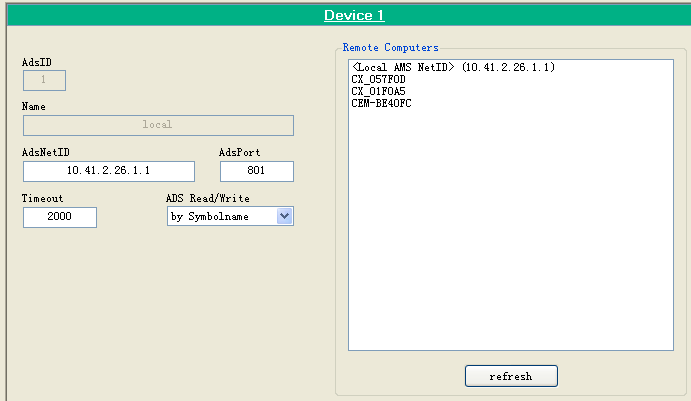 Device 1
AdsID
1
Name
local
AdsNetID
AdsPort
10.41.2.26.1.1
801
Timeout
ADS Read/Write
2000
by Symbolname
Remote Computers
<Local AMS NetID> (10.41.2.26.1.1)
CX_057F0D
CX_01F0A5
CEM-BE40FC
refresh